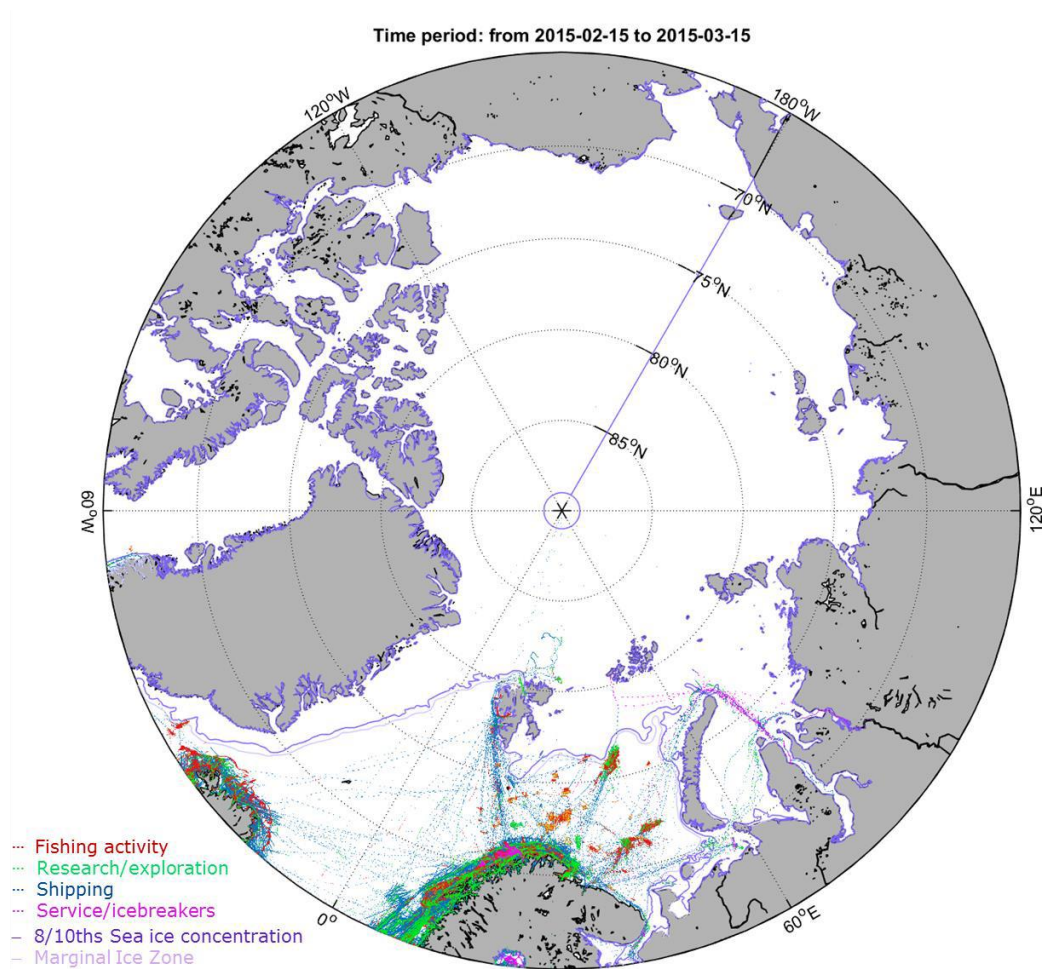 Time period: from 2015-02-15 to 2015-03-15
120°W
180°W
70°N
75°N
80°N
85°N
60°W
120°E
0°
60°E
Fishing activity
Research/exploration
Shipping
Service/icebreakers
8/10ths Sea ice concentration
Marginal Ice Zone